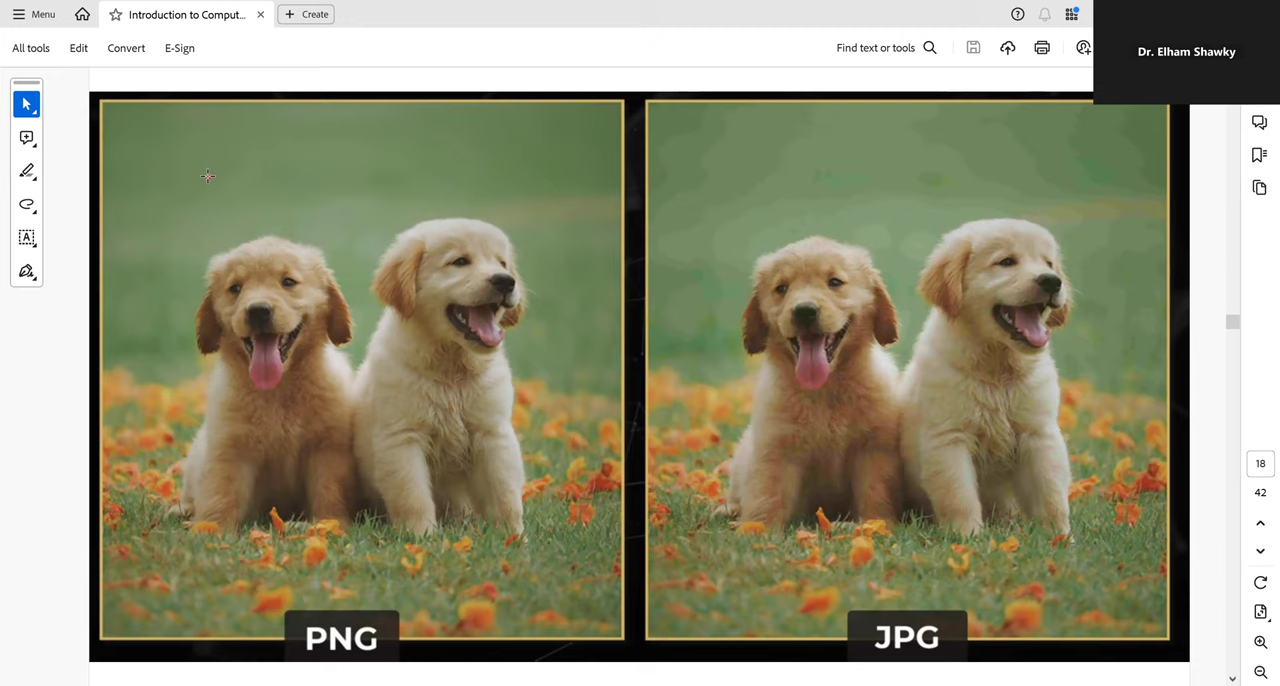 Menu
Introduction to Comput...
Create
All tools
Edit
Convert
E-Sign
Find text or tools
Dr. Elham Shawky
18
42
PNG
JPG